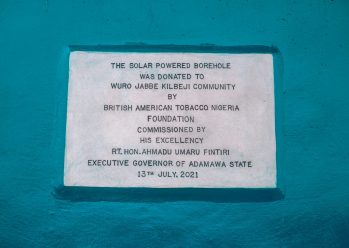 THE SOLAR POWERED BOREHOLE
WAS DONATED TO
WURO JABBE KILBEJI COMMUNITY
BY
BRITISH AMERICAN TOBACCO NIGERIA
FOUNDATION
COMMISSIONED BY
HIS EXCELLENCY
RT. HON. AHMADU UMARU FINTIRI
EXECUTIVE GOVERNOR OF ADAMAWA STATE
13TH JULY, 2021